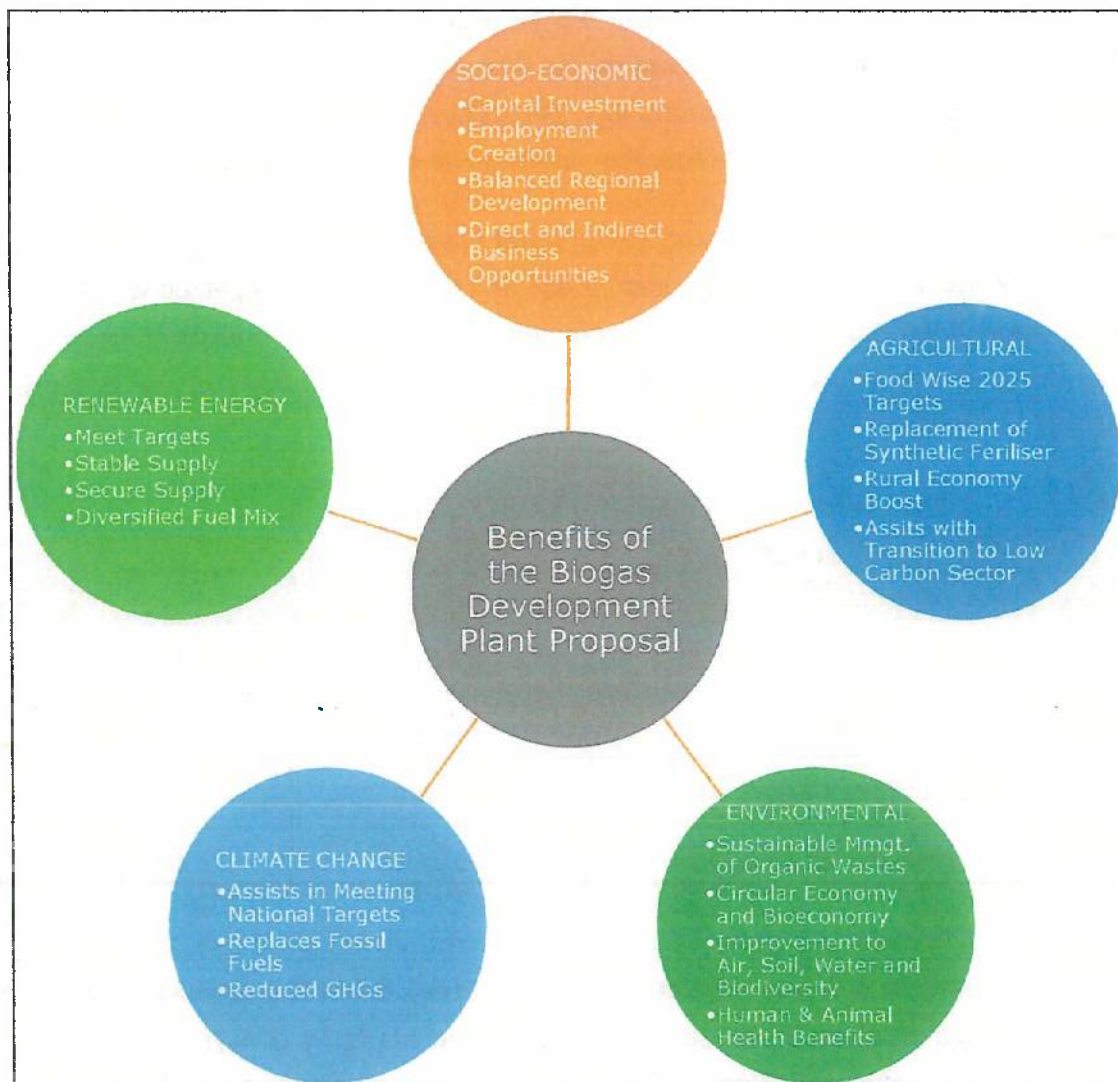 SOCIO-ECONOMIC
•Capital Investment
•Employment
Creation
•Balanced Regional
Development
•Direct and Indirect
Business
Opportunities
AGRICULTURAL
•Food Wise 2025
Targets
•Replacement of
Synthetic Feriliser
•Rural Economy
Boost
•Assits with
Transition to Low
Carbon Sector
ENVIRONMENTAL
•Sustainable Mmgt.
of Organic Wastes
•Circular Economy
and Bioeconomy
•Improvement to
Air, Soil, Water and
Biodiversity
•Human & Animal
Health Benefits
CLIMATE CHANGE
•Assists in Meeting
National Targets
•Replaces Fossil
Fuels
•Reduced GHGs
RENEWABLE ENERGY
•Meet Targets
•Stable Supply
•Secure Supply
•Diversified Fuel Mix
Benefits of
the Biogas
Development
Plant Proposal